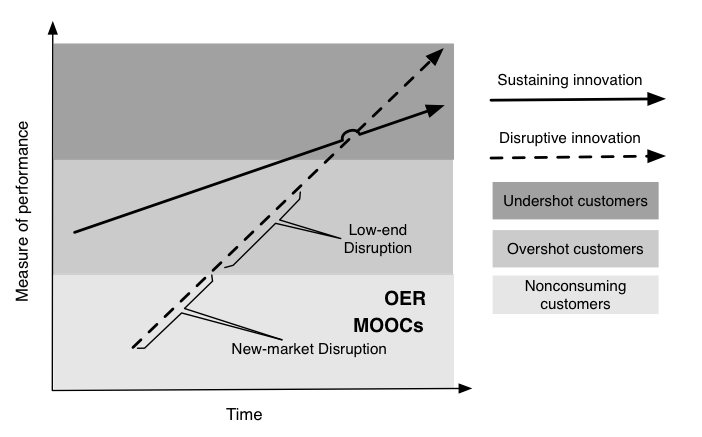 Measure of performance
Low-end
Disruption
OER
MOOCs
New-market Disruption
Time
Sustaining innovation
Disruptive innovation
Undershot customers
Overshot customers
Nonconsuming
customers